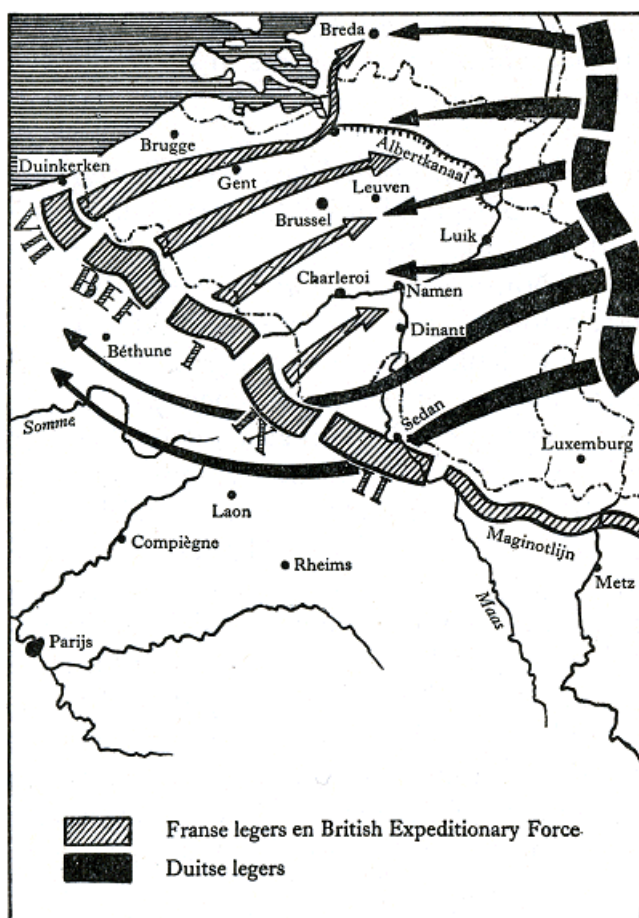 Breda
Brugge
Albertkanaal
Duinkerken
Gent
Leuven
Brussel
VII
Luik
BEF
Charleroi
Namen
I
Dinant
Béthune
IX
Sedan
Somme
Luxemburg
II
Laon
Maginotlijn
Compiègne
Rheims
Metz
Maas
Parijs
Franse legers en British Expeditionary Force
Duitse legers